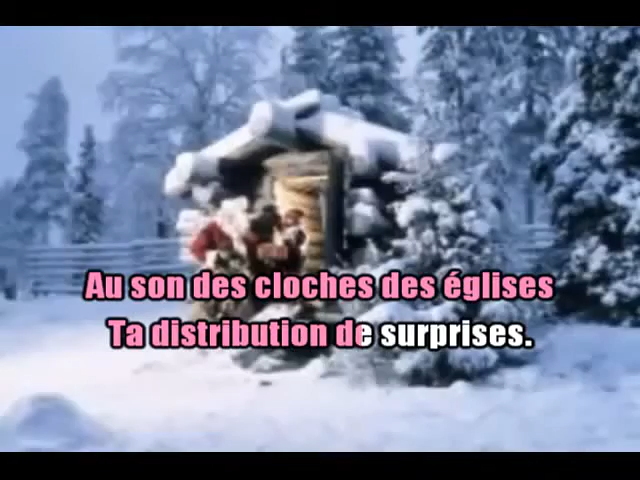 Au son des cloches des églises
Ta distribution de surprises.